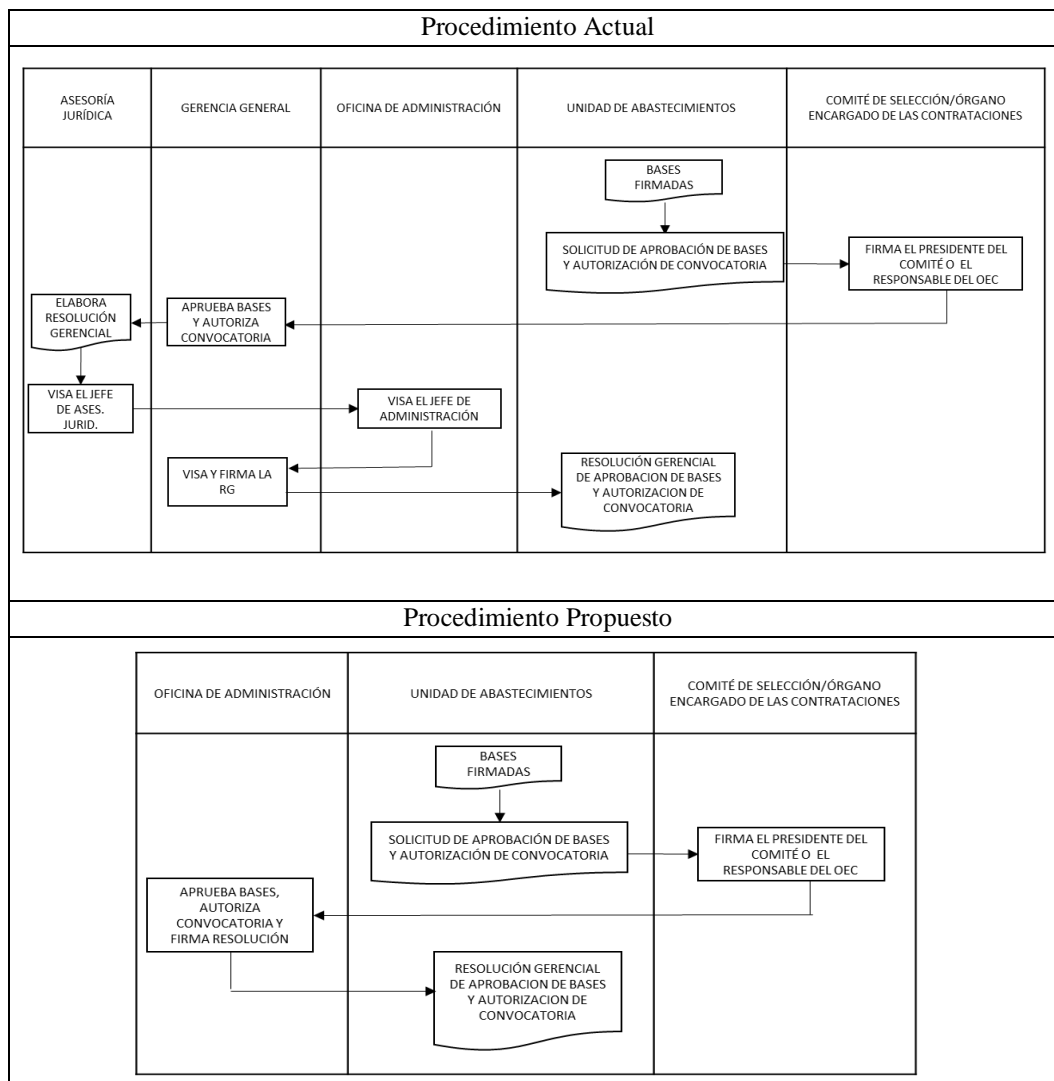 Procedimiento Actual
ASESORÍA
JURÍDICA
GERENCIA GENERAL
OFICINA DE ADMINISTRACIÓN
UNIDAD DE ABASTECIMIENTOS
COMITÉ DE SELECCIÓN/ÓRGANO
ENCARGADO DE LAS CONTRATACIONES
BASES
FIRMADAS
SOLICITUD DE APROBACIÓN DE BASES
Y AUTORIZACIÓN DE CONVOCATORIA
FIRMA EL PRESIDENTE DEL
COMITÉ O EL
RESPONSABLE DEL OEC
ELABORA
RESOLUCIÓN
GERENCIAL
APRUEBA BASES
Y AUTORIZA
CONVOCATORIA
VISA EL JEFE
DE ASES.
JURID.
VISA EL JEFE DE
ADMINISTRACIÓN
VISA Y FIRMA LA
RG
RESOLUCIÓN GERENCIAL
DE APROBACION DE BASES
Y AUTORIZACION DE
CONVOCATORIA
Procedimiento Propuesto
OFICINA DE ADMINISTRACIÓN
UNIDAD DE ABASTECIMIENTOS
COMITÉ DE SELECCIÓN/ÓRGANO
ENCARGADO DE LAS CONTRATACIONES
BASES
FIRMADAS
SOLICITUD DE APROBACIÓN DE BASES
Y AUTORIZACIÓN DE CONVOCATORIA
FIRMA EL PRESIDENTE DEL
COMITÉ O EL
RESPONSABLE DEL OEC
APRUEBA BASES,
AUTORIZA
CONVOCATORIA Y
FIRMA RESOLUCIÓN
RESOLUCIÓN GERENCIAL
DE APROBACION DE BASES
Y AUTORIZACION DE
CONVOCATORIA